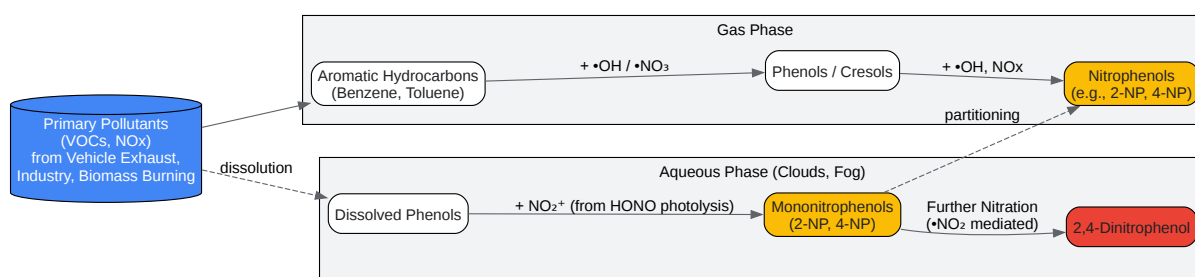 Gas Phase
Aromatic Hydrocarbons
(Benzene, Toluene)
+ •OH / •NO₃
Phenols / Cresols
+ •OH, NOx
Nitrophenols
(e.g., 2-NP, 4-NP)
Primary Pollutants
(VOCs, NOx)
from Vehicle Exhaust,
Industry, Biomass Burning
partitioning
dissolution
Aqueous Phase (Clouds, Fog)
Dissolved Phenols
+ NO₂⁺ (from HONO photolysis)
Mononitrophenols
(2-NP, 4-NP)
Further Nitration
(•NO₂ mediated)
2,4-Dinitrophenol